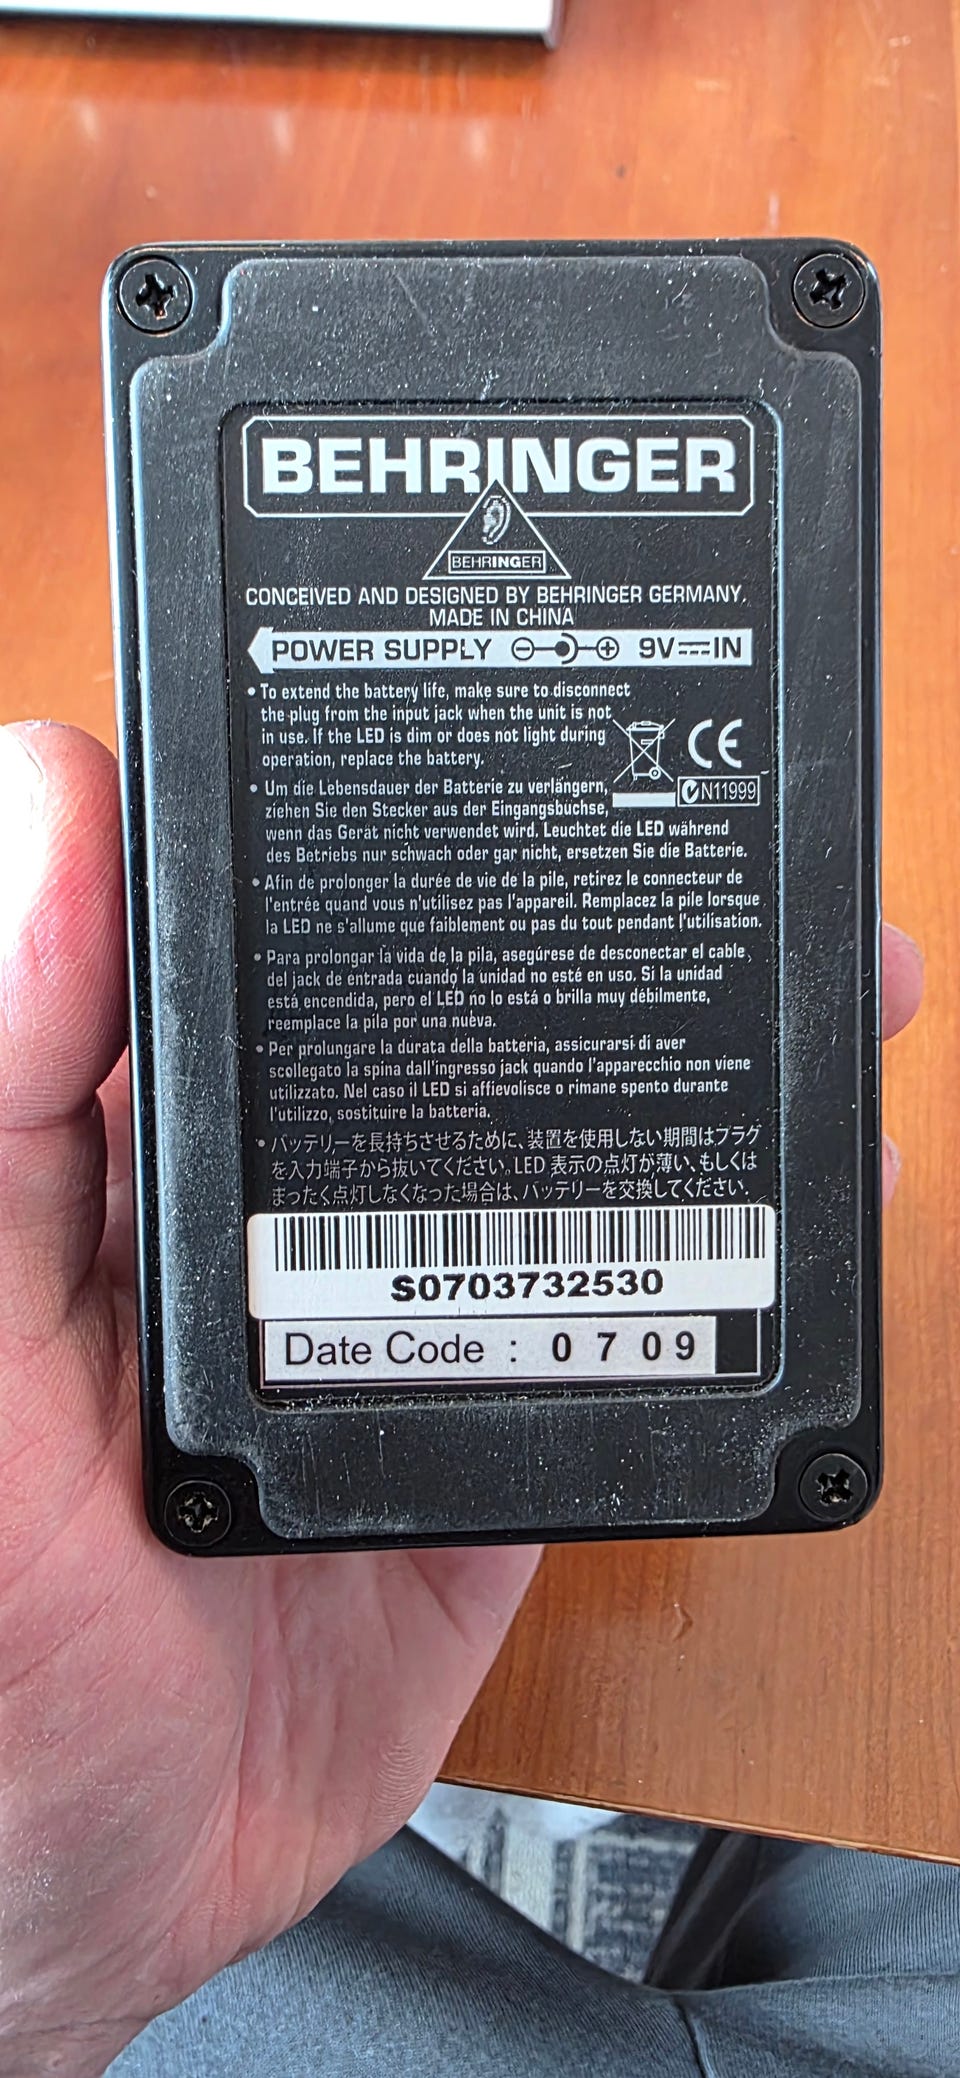 BEHRINGER
BEHRINGER
CONCEIVED AND DESIGNED BY BEHRINGER GERMANY.
MADE IN CHINA
POWER SUPPLY 9V IN
• To extend the battery life, make sure to disconnect
the plug from the input jack when the unit is not
in use. If the LED is dim or does not light during
operation, replace the battery.
CE
N11999
• Um die Lebensdauer der Batterie zu verlängern,
ziehen Sie den Stecker aus der Eingangsbuchse,
wenn das Gerät nicht verwendet wird. Leuchtet die LED während
des Betriebs nur schwach oder gar nicht, ersetzen Sie die Batterie.
• Afin de prolonger la durée de vie de la pile, retirez le connecteur de
l'entrée quand vous n'utilisez pas l'appareil. Remplacez la pile lorsque
la LED ne s'allume que faiblement ou pas du tout pendant l'utilisation.
• Para prolongar la vida de la pila, asegúrese de desconectar el cable
del jack de entrada cuando la unidad no esté en uso. Si la unidad
está encendida, pero el LED no lo está o brilla muy débilmente,
reemplace la pila por una nueva.
• Per prolungare la durata della batteria, assicurarsi di aver
scollegato la spina dall'ingresso jack quando l'apparecchio non viene
utilizzato. Nel caso il LED si affievolisce o rimane spento durante
l'utilizzo, sostituire la batteria.
• バッテリーを長持ちさせるために、装置を使用しない期間はプラグ
を入力端子から抜いてください。LED 表示の点灯が薄い、もしくは
まったく点灯しなくなった場合は、バッテリーを交換してください.
S0703732530
Date Code : 0 7 0 9